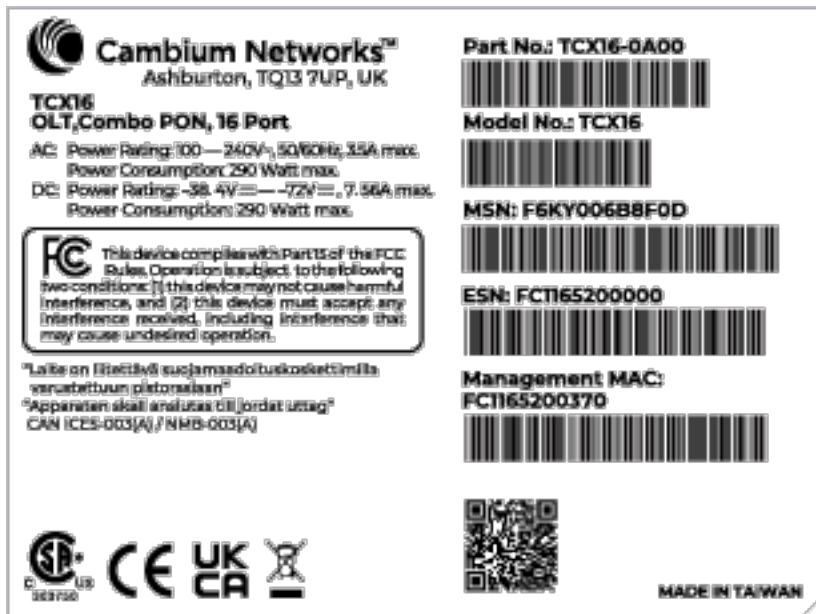 Cambium Networks™
Ashburton, TQ13 7UP, UK
TCX16
OLT,Combo PON, 16 Port
AC: Power Rating: 100 — 240V~, 50/60Hz, 3.5A max.
Power Consumption: 290 Watt max.
DC: Power Rating: -38. 4V⎓ — -72V⎓, 7. 56A max.
Power Consumption: 290 Watt max.
FC This device complies with Part 15 of the FCC
Rules. Operation is subject to the following
two conditions: (1) this device may not cause harmful
interference, and (2) this device must accept any
interference received, including interference that
may cause undesired operation.
"Laite on liitettävä suojamaadoituskoskettimilla
varustettuun pistorasiaan"
"Apparaten skall anslutas till jordat uttag"
CAN ICES-003(A) / NMB-003(A)
SA
C US
CE
UK
CA
Part No.: TCX16-0A00
Model No.: TCX16
MSN: F6KY006B8F0D
ESN: FC1165200000
Management MAC:
FC1165200370
MADE IN TAIWAN